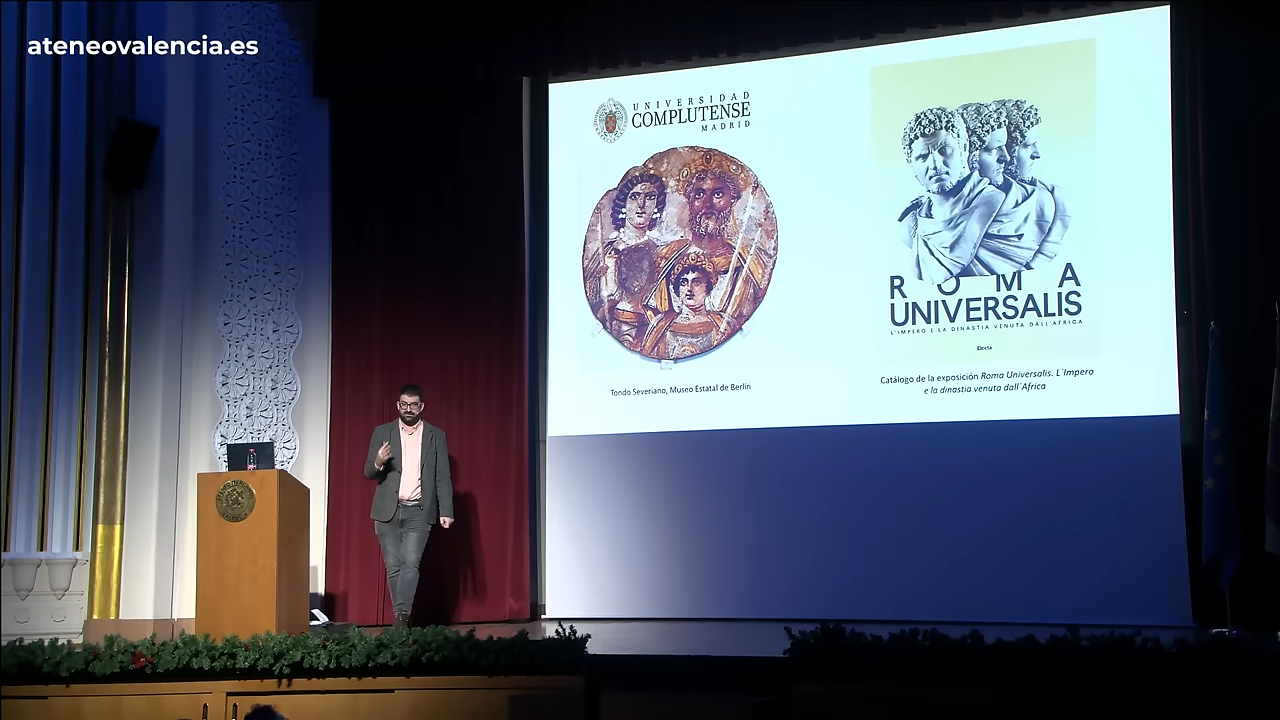 ateneovalencia.es
UNIVERSIDAD
COMPLUTENSE
MADRID
Tondo Severiano, Museo Estatal de Berlín
ROMA
UNIVERSALIS
L'IMPERO E LA DINASTIA VENUTA DALL'AFRICA
Electa
Catálogo de la exposición Roma Universalis. L´Impero
e la dinastia venuta dall´Africa